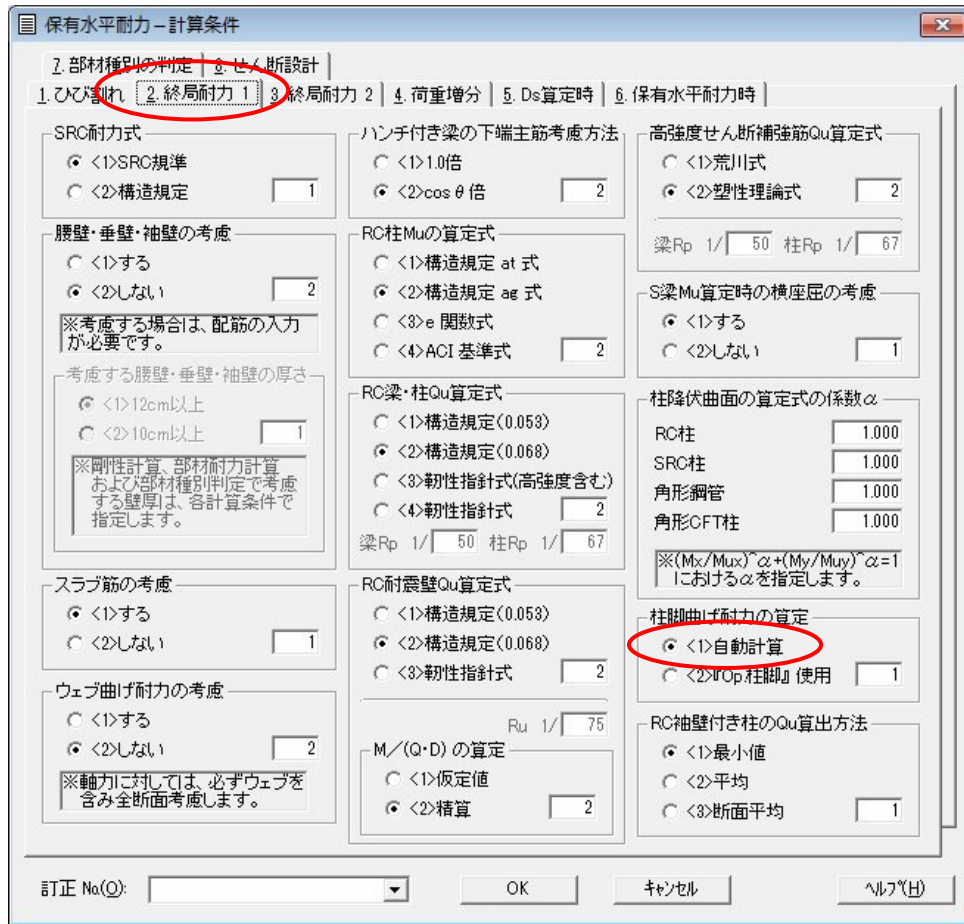 保有水平耐力－計算条件
7.部材種別の判定
8.せん断設計
1.ひび割れ
2.終局耐力 1
3.終局耐力 2
4.荷重増分
5.Ds算定時
6.保有水平耐力時
SRC耐力式
<1>SRC規準
<2>構造規定 1
腰壁・垂壁・袖壁の考慮
<1>する
<2>しない 2
※考慮する場合は、配筋の入力
が必要です。
考慮する腰壁・垂壁・袖壁の厚さ
<1>12cm以上
<2>10cm以上 1
※剛性計算、部材耐力計算
および部材種別判定で考慮
する壁厚は、各計算条件で
指定します。
スラブ筋の考慮
<1>する
<2>しない 1
ウェブ曲げ耐力の考慮
<1>する
<2>しない 2
※軸力に対しては、必ずウェブを
含み全断面考慮します。
ハンチ付き梁の下端主筋考慮方法
<1>1.0倍
<2>cosθ倍 2
RC柱Muの算定式
<1>構造規定 at 式
<2>構造規定 ag 式
<3>e 関数式
<4>ACI 基準式 2
RC梁・柱Qu算定式
<1>構造規定(0.053)
<2>構造規定(0.068)
<3>靭性指針式(高強度含む)
<4>靭性指針式 2
梁Rp 1/ 50 柱Rp 1/ 67
RC耐震壁Qu算定式
<1>構造規定(0.053)
<2>構造規定(0.068)
<3>靭性指針式 2
Ru 1/ 75
M／(Q・D) の算定
<1>仮定値
<2>精算 2
高強度せん断補強筋Qu算定式
<1>荒川式
<2>塑性理論式 2
梁Rp 1/ 50 柱Rp 1/ 67
S梁Mu算定時の横座屈の考慮
<1>する
<2>しない 1
柱降伏曲面の算定式の係数α
RC柱 1.000
SRC柱 1.000
角形鋼管 1.000
角形CFT柱 1.000
※(Mx/Mux)^α+(My/Muy)^α=1
におけるαを指定します。
柱脚曲げ耐力の算定
<1>自動計算
<2>『Op.柱脚』使用 1
RC袖壁付き柱のQu算出方法
<1>最小値
<2>平均
<3>断面平均 1
訂正 No.(O):
OK
キャンセル
ヘルプ(H)